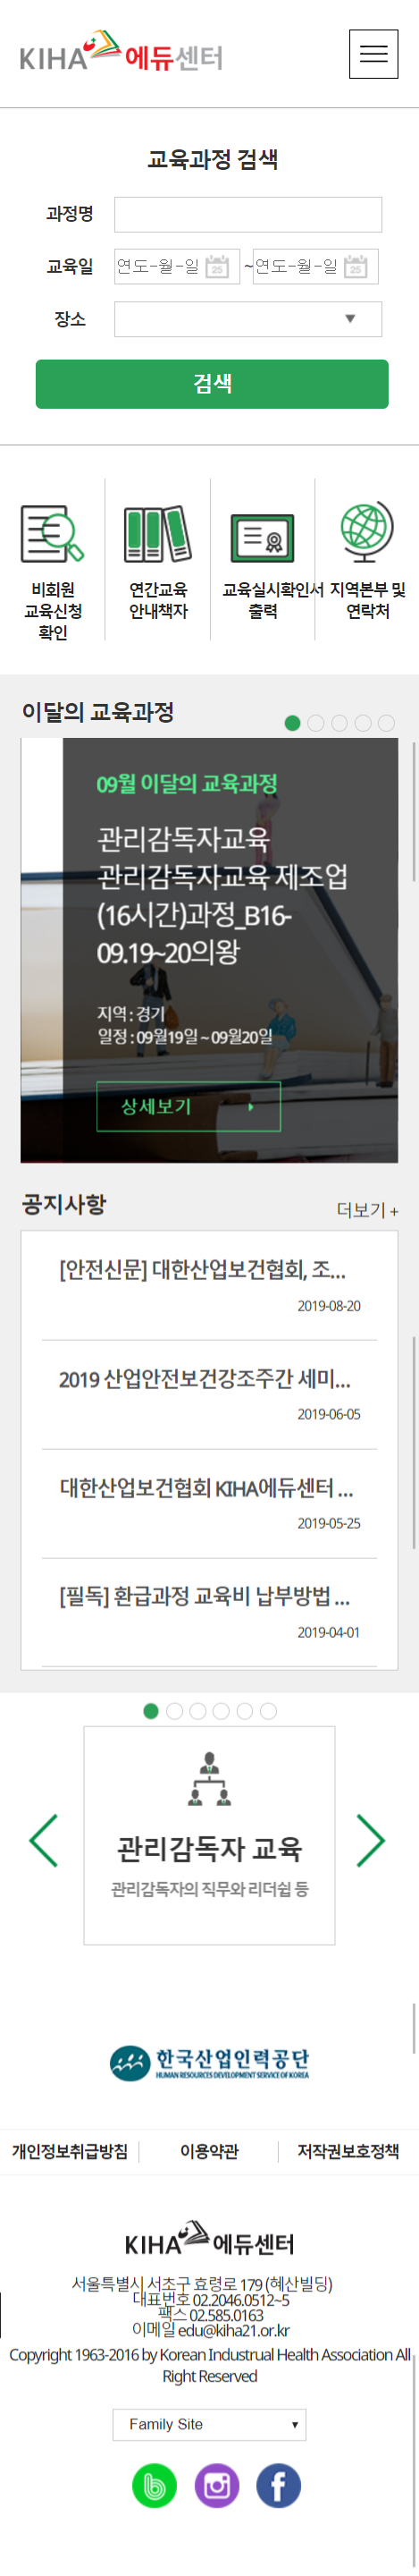 KIHA 에듀센터
교육과정 검색
과정명
교육일 연도-월-일 25 ~ 연도-월-일 25
장소
검색
비회원
교육신청
확인
연간교육
안내책자
교육실시확인서
출력
지역본부 및
연락처
이달의 교육과정
09월 이달의 교육과정
관리감독자교육
관리감독자교육 제조업
(16시간)과정_B16-
09.19~20의왕
지역 : 경기
일정 : 09월19일 ~ 09월20일
상세보기
공지사항
더보기 +
[안전신문] 대한산업보건협회, 조...
2019-08-20
2019 산업안전보건강조주간 세미...
2019-06-05
대한산업보건협회 KIHA에듀센터 ...
2019-05-25
[필독] 환급과정 교육비 납부방법 ...
2019-04-01
관리감독자 교육
관리감독자의 직무와 리더쉽 등
한국산업인력공단
HUMAN RESOURCES DEVELOPMENT SERVICE OF KOREA
개인정보취급방침 이용약관 저작권보호정책
KIHA 에듀센터
서울특별시 서초구 효령로 179 (혜산빌딩)
대표번호 02.2046.0512~5
팩스 02.585.0163
이메일 edu@kiha21.or.kr
Copyright 1963-2016 by Korean Industrual Health Association All
Right Reserved
Family Site